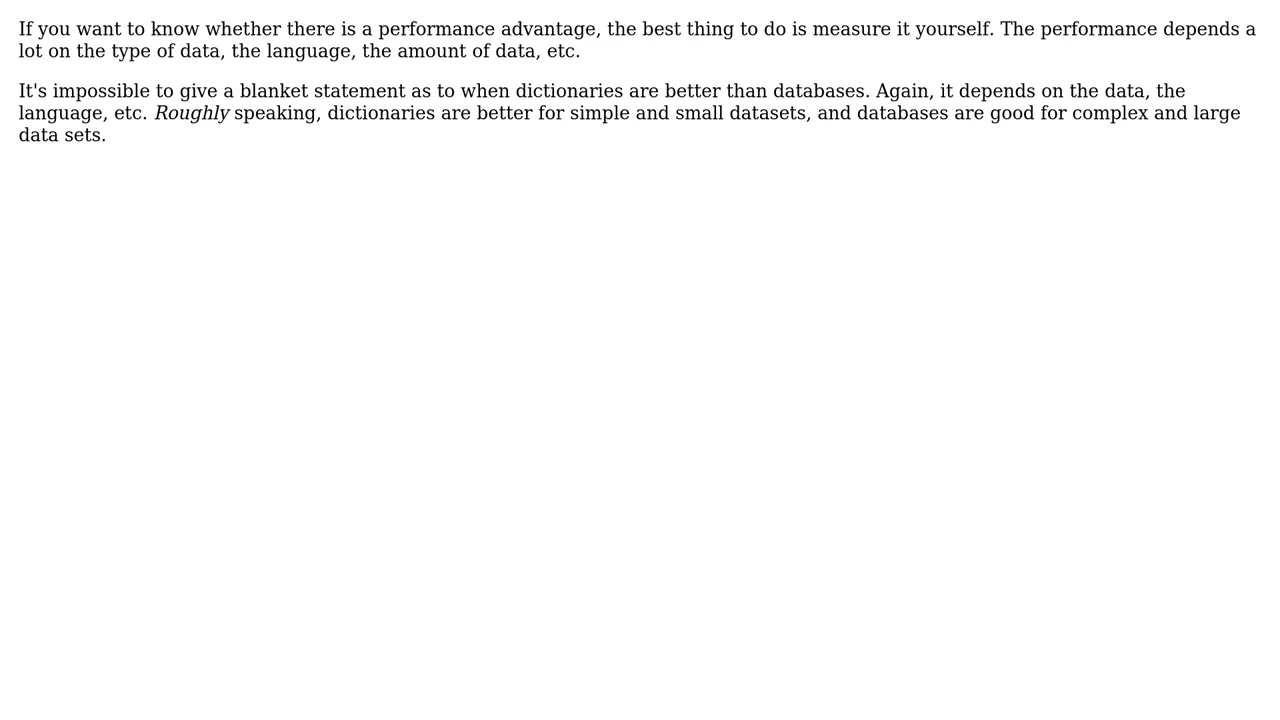 If you want to know whether there is a performance advantage, the best thing to do is measure it yourself. The performance depends a
lot on the type of data, the language, the amount of data, etc.
It's impossible to give a blanket statement as to when dictionaries are better than databases. Again, it depends on the data, the
language, etc. Roughly speaking, dictionaries are better for simple and small datasets, and databases are good for complex and large
data sets.